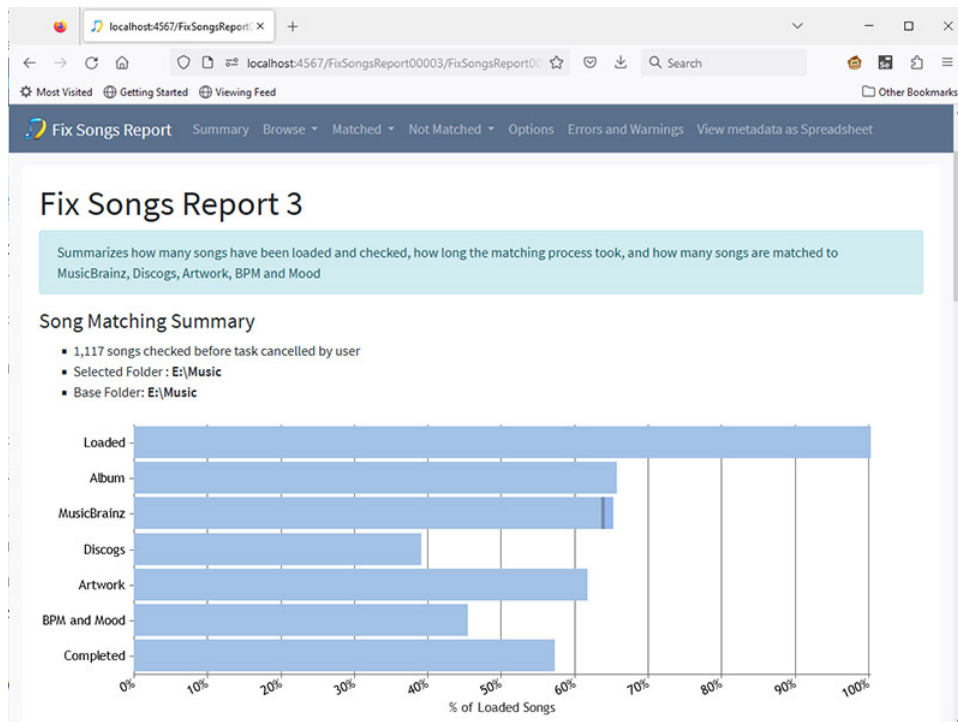 localhost:4567/FixSongsReport
localhost:4567/FixSongsReport00003/FixSongsReport00
Search
Most Visited Getting Started Viewing Feed Other Bookmarks
Fix Songs Report Summary Browse Matched Not Matched Options Errors and Warnings View metadata as Spreadsheet
Fix Songs Report 3
Summarizes how many songs have been loaded and checked, how long the matching process took, and how many songs are matched to
MusicBrainz, Discogs, Artwork, BPM and Mood
Song Matching Summary
1,117 songs checked before task cancelled by user
Selected Folder : E:\Music
Base Folder: E:\Music
Loaded
Album
MusicBrainz
Discogs
Artwork
BPM and Mood
Completed
0% 10% 20% 30% 40% 50% 60% 70% 80% 90% 100%
% of Loaded Songs